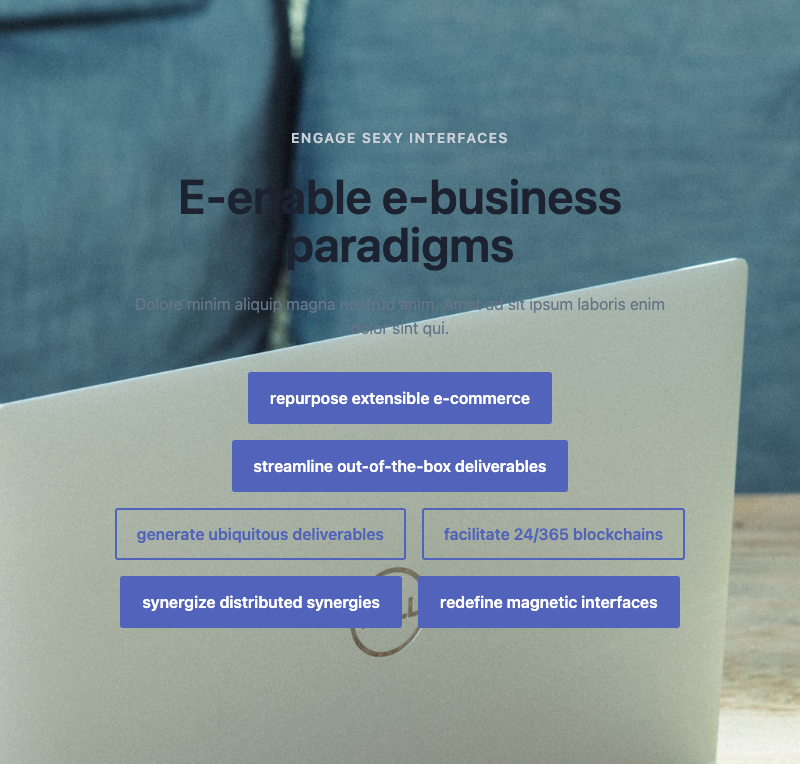 ENGAGE SEXY INTERFACES
E-enable e-business
paradigms
Dolore minim aliquip magna nostrud anim. Amet ad sit ipsum laboris enim
dolor sint qui.
repurpose extensible e-commerce
streamline out-of-the-box deliverables
generate ubiquitous deliverables
facilitate 24/365 blockchains
synergize distributed synergies
redefine magnetic interfaces